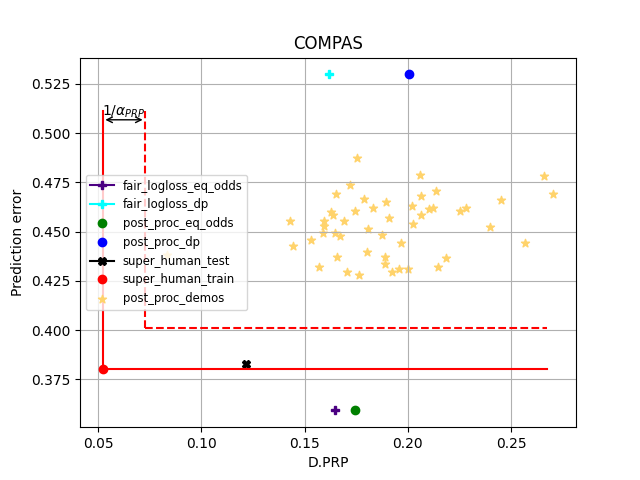 COMPAS
1/α_PRP
0.525
0.500
0.475
0.450
0.425
0.400
0.375
Prediction error
fair_logloss_eq_odds
fair_logloss_dp
post_proc_eq_odds
post_proc_dp
super_human_test
super_human_train
post_proc_demos
0.05 0.10 0.15 0.20 0.25
D.PRP